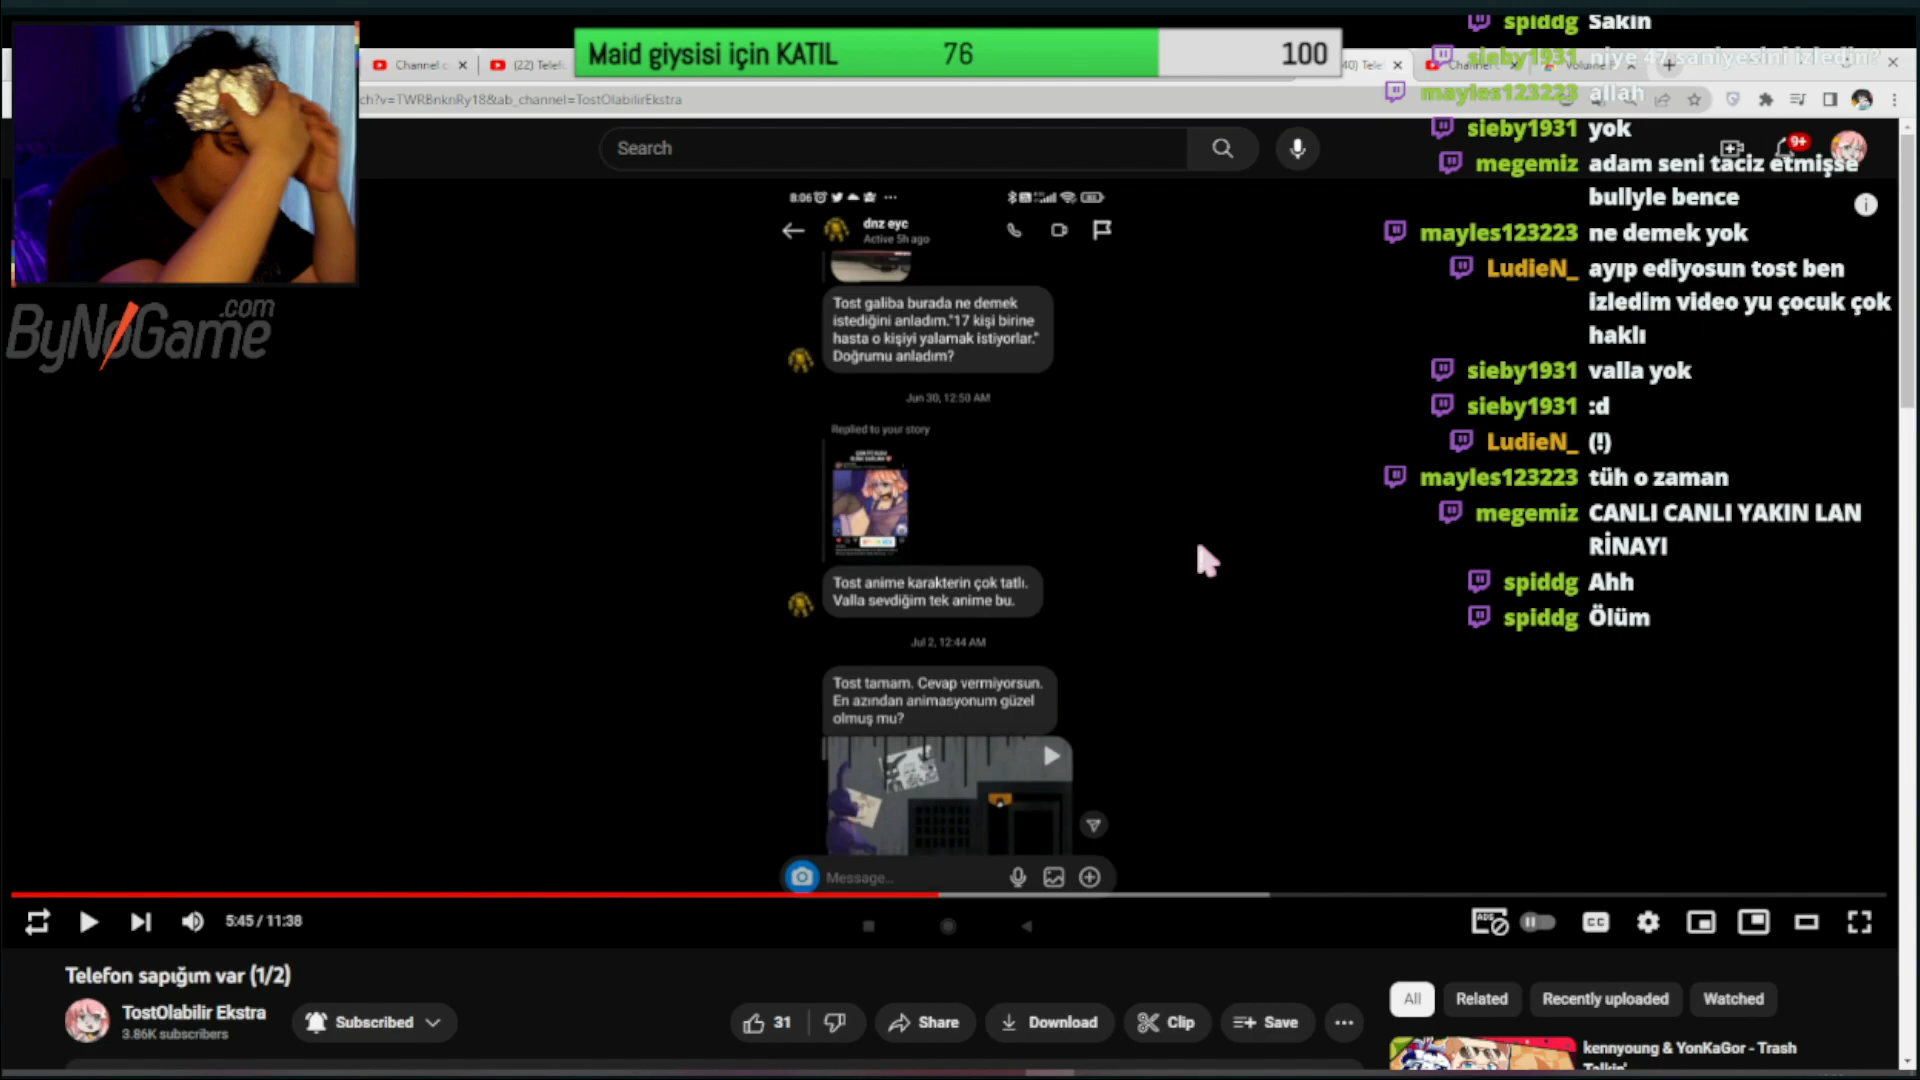 Maid giysisi için KATIL 76 100
spiddg Sakin
sieby1931 niye 47 saniyesini izledin?
mayles123223 allah
sieby1931 yok
megemiz adam seni taciz etmişse
bullyle bence
mayles123223 ne demek yok
LudieN_ ayıp ediyosun tost ben
izledim video yu çocuk çok
haklı
sieby1931 valla yok
sieby1931 :d
LudieN_ (!)
mayles123223 tüh o zaman
megemiz CANLI CANLI YAKIN LAN
RİNAYI
spiddg Ahh
spiddg Ölüm
Channel
(22) Telef
40) Tele
Channel
Volume
ch?v=TWRBnknRy18&ab_channel=TostOlabilirEkstra
Search
9+
ByNoGame
.com
8:06
dnz eyc
Active 5h ago
Tost galiba burada ne demek
istediğini anladım."17 kişi birine
hasta o kişiyi yalamak istiyorlar."
Doğrumu anladım?
Jun 30, 12:50 AM
Replied to your story
Tost anime karakterin çok tatlı.
Valla sevdiğim tek anime bu.
Jul 2, 12:44 AM
Tost tamam. Cevap vermiyorsun.
En azından animasyonum güzel
olmuş mu?
Message..
5:45 / 11:38
ADS
CC
Telefon sapığım var (1/2)
TostOlabilir Ekstra
3.86K subscribers
Subscribed
31
Share
Download
Clip
Save
All
Related
Recently uploaded
Watched
kennyoung & YonKaGor - Trash
Talkin'